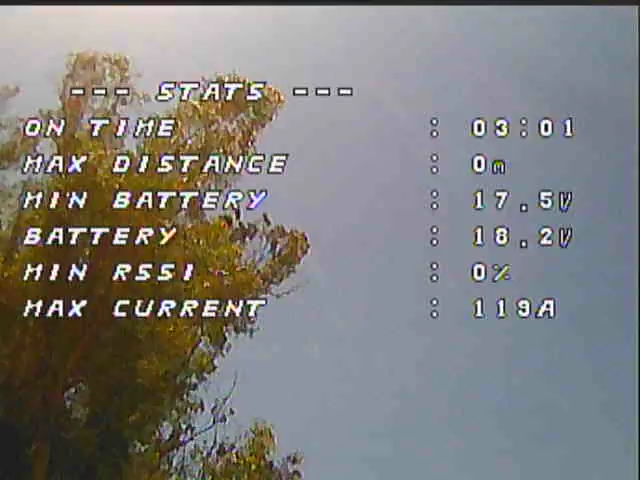 --- STATS ---
ON TIME : 03:01
MAX DISTANCE : 0m
MIN BATTERY : 17.5V
BATTERY : 18.2V
MIN RSSI : 0%
MAX CURRENT : 119A